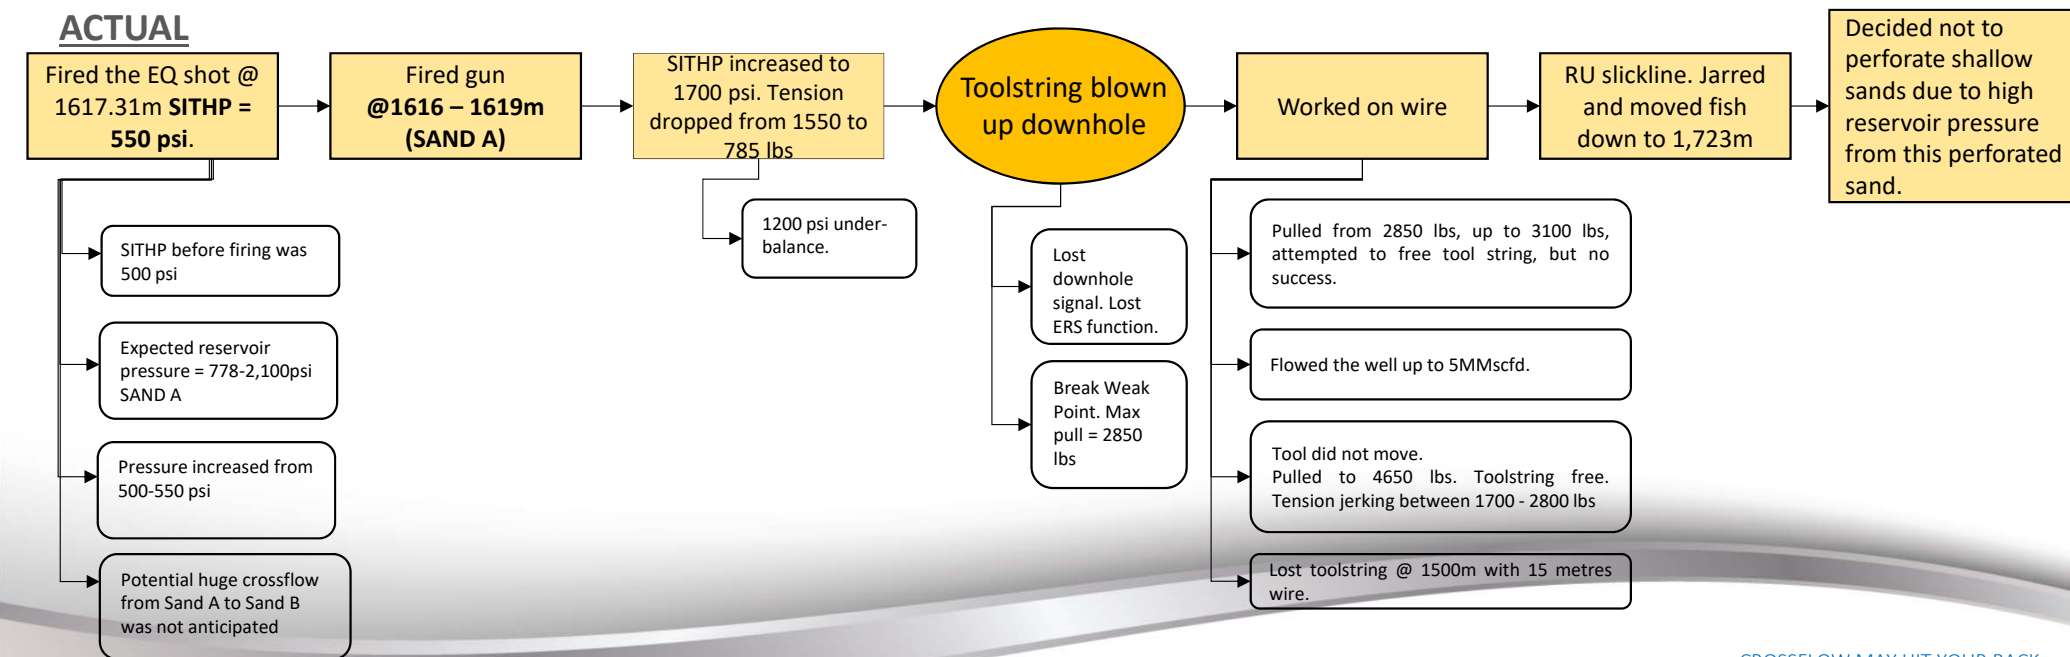 ACTUAL
Fired the EQ shot @
1617.31m SITHP =
550 psi.
Fired gun
@1616 – 1619m
(SAND A)
SITHP increased to
1700 psi. Tension
dropped from 1550 to
785 lbs
Toolstring blown
up downhole
Worked on wire
RU slickline. Jarred
and moved fish
down to 1,723m
Decided not to
perforate shallow
sands due to high
reservoir pressure
from this perforated
sand.
SITHP before firing was
500 psi
Expected reservoir
pressure = 778-2,100psi
SAND A
Pressure increased from
500-550 psi
Potential huge crossflow
from Sand A to Sand B
was not anticipated
1200 psi under-
balance.
Lost
downhole
signal. Lost
ERS function.
Break Weak
Point. Max
pull = 2850
lbs
Pulled from 2850 lbs, up to 3100 lbs,
attempted to free tool string, but no
success.
Flowed the well up to 5MMscfd.
Tool did not move.
Pulled to 4650 lbs. Toolstring free.
Tension jerking between 1700 - 2800 lbs
Lost toolstring @ 1500m with 15 metres
wire.
CROSSFLOW MAY HIT YOUR BACK